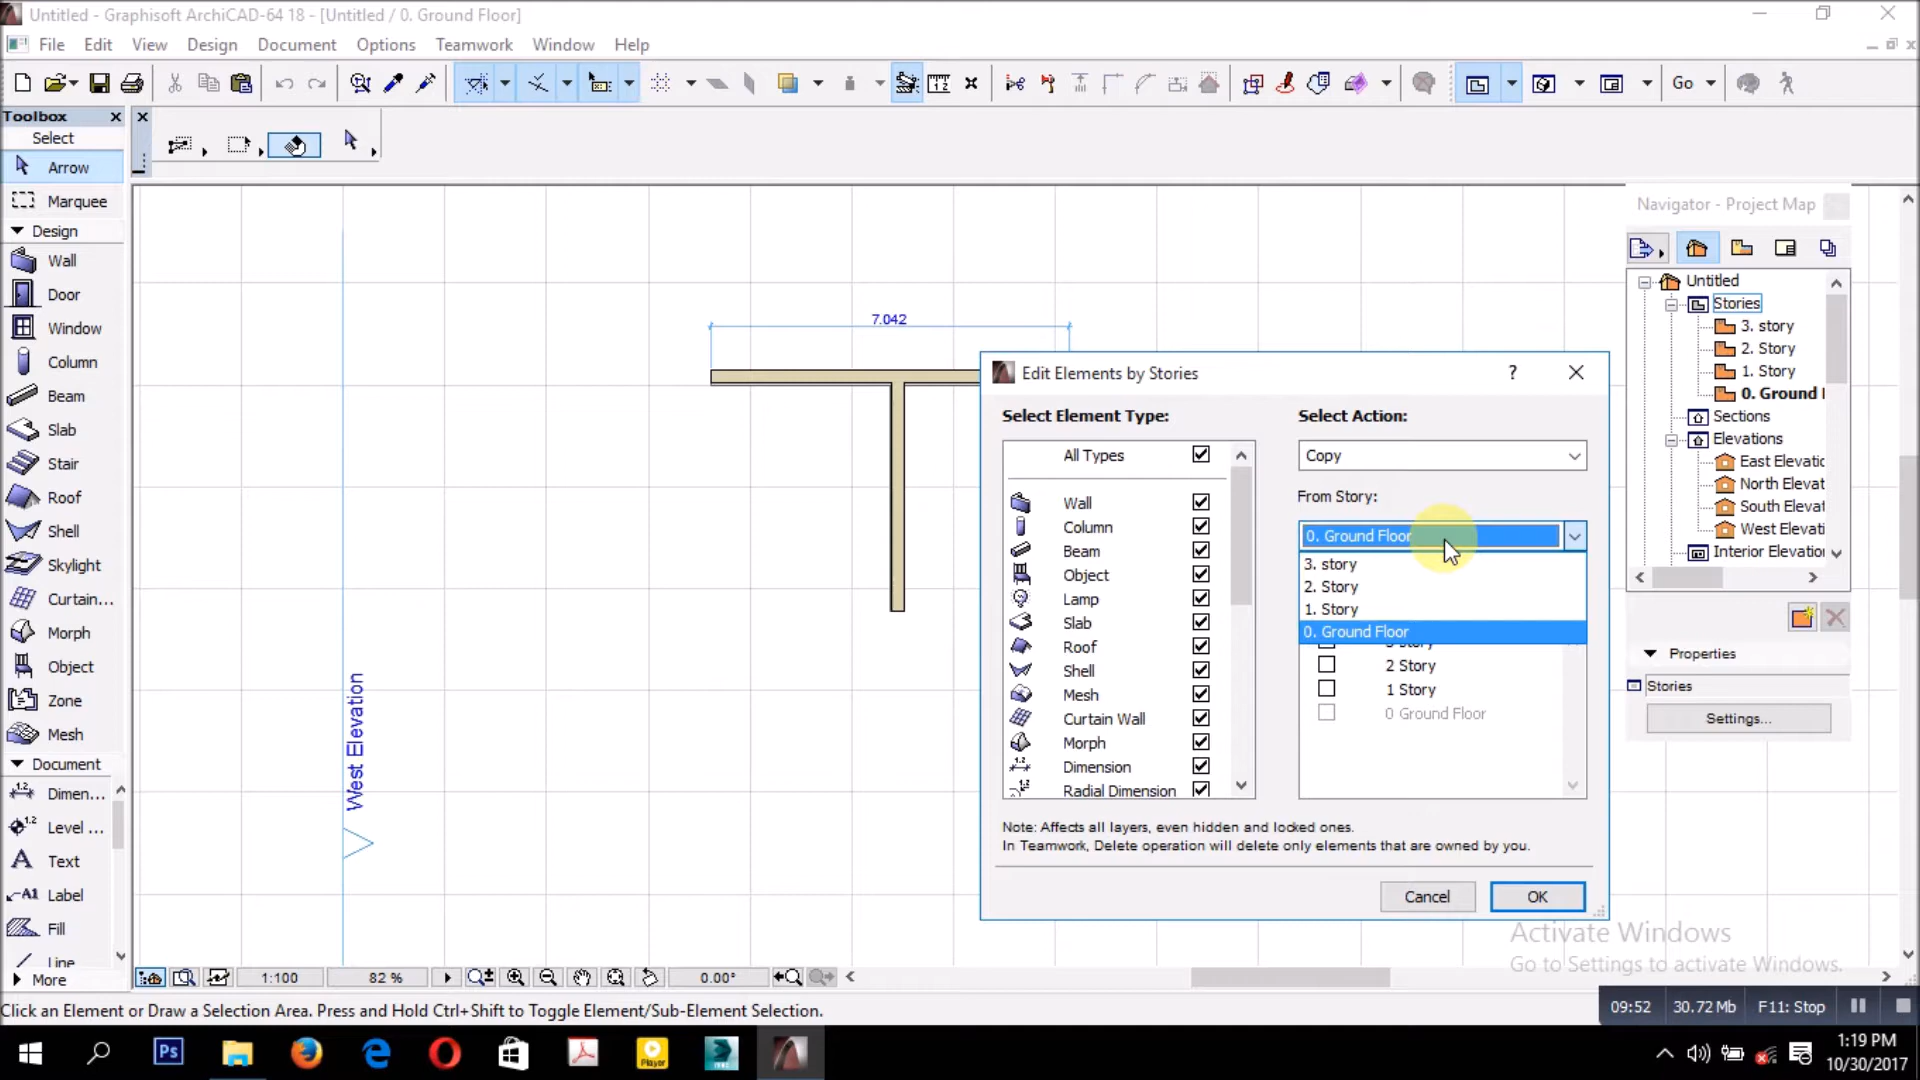 Untitled - Graphisoft ArchiCAD-64 18 - [Untitled / 0. Ground Floor]
File Edit View Design Document Options Teamwork Window Help
Go
Toolbox
Select
Arrow
Marquee
Design
Wall
Door
Window
Column
Beam
Slab
Stair
Roof
Shell
Skylight
Curtain...
Morph
Object
Zone
Mesh
Document
Dimen...
Level ...
Text
Label
Fill
Line
More
7.042
West Elevation
Edit Elements by Stories
Select Element Type:
All Types
Wall
Column
Beam
Object
Lamp
Slab
Roof
Shell
Mesh
Curtain Wall
Morph
Dimension
Radial Dimension
Select Action:
Copy
From Story:
0. Ground Floor
3. story
2. Story
1. Story
0. Ground Floor
2 Story
1 Story
0 Ground Floor
Note: Affects all layers, even hidden and locked ones.
In Teamwork, Delete operation will delete only elements that are owned by you.
Cancel OK
Navigator - Project Map
Untitled
Stories
3. story
2. Story
1. Story
0. Ground
Sections
Elevations
East Elevatic
North Elevat
South Eleva
West Elevati
Interior Elevation
Properties
Stories
Settings...
Activate Windows
Go to Settings to activate Windows.
1:100 82 % 0.00°
Click an Element or Draw a Selection Area. Press and Hold Ctrl+Shift to Toggle Element/Sub-Element Selection.
09:52 30.72 Mb F11: Stop
Ps
Player
1:19 PM
10/30/2017